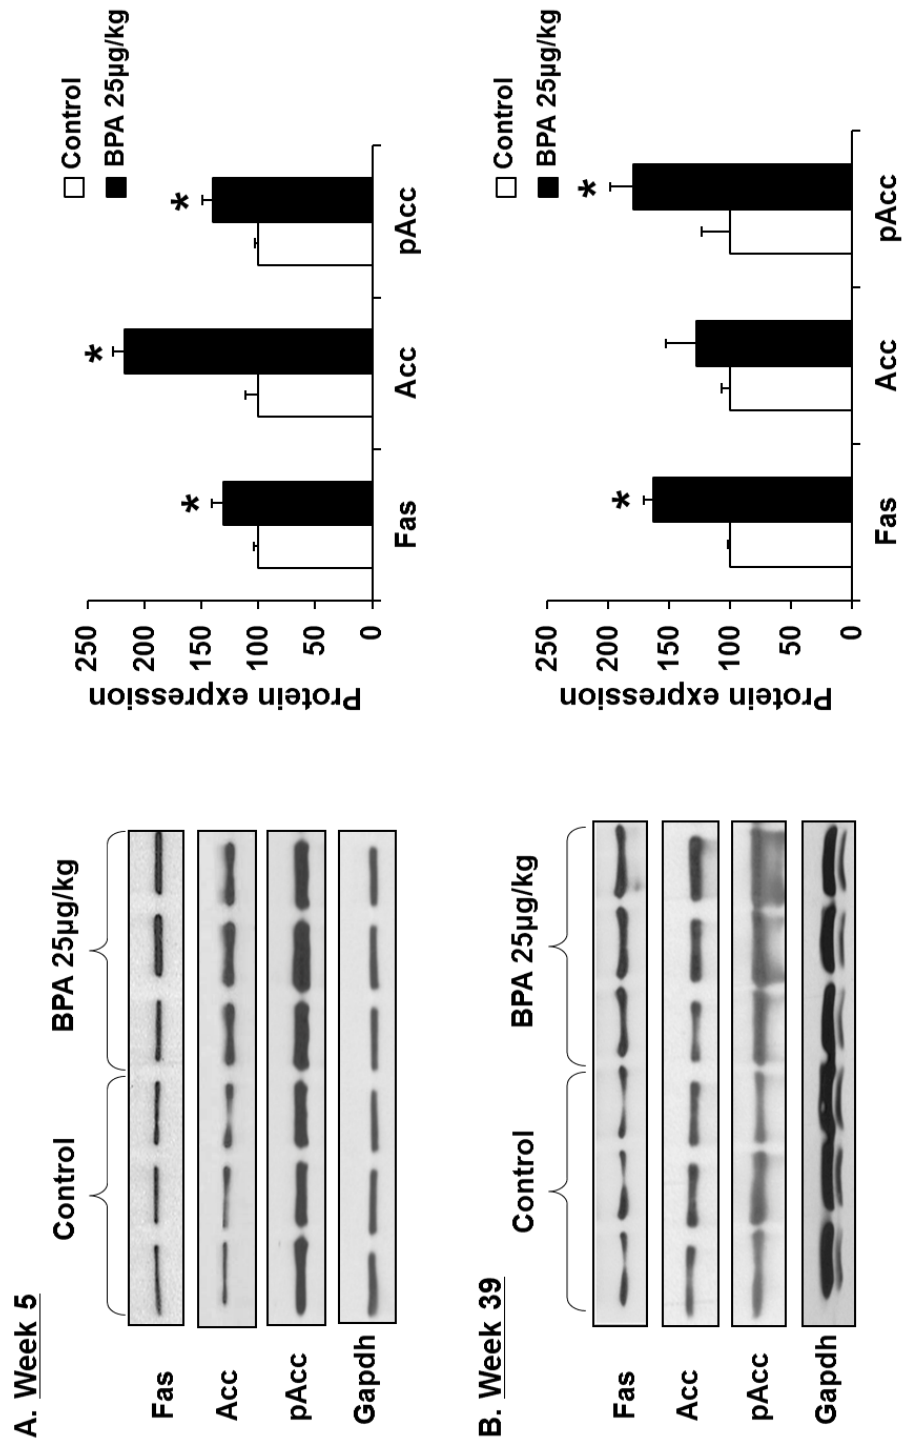 A. Week 5
Control
BPA 25µg/kg
Fas
Acc
pAcc
Gapdh
Protein expression
250
200
150
100
50
0
*
*
*
Fas
Acc
pAcc
Control
BPA 25µg/kg
B. Week 39
Control
BPA 25µg/kg
Fas
Acc
pAcc
Gapdh
Protein expression
250
200
150
100
50
0
*
*
Fas
Acc
pAcc
Control
BPA 25µg/kg